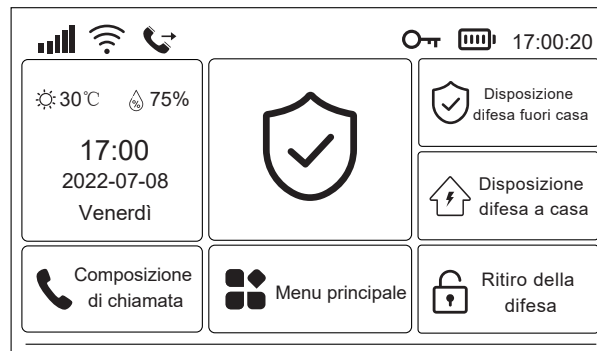 17:00:20
30℃ 75%
17:00
2022-07-08
Venerdì
Disposizione
difesa fuori casa
Disposizione
difesa a casa
Composizione
di chiamata
Menu principale
Ritiro della
difesa